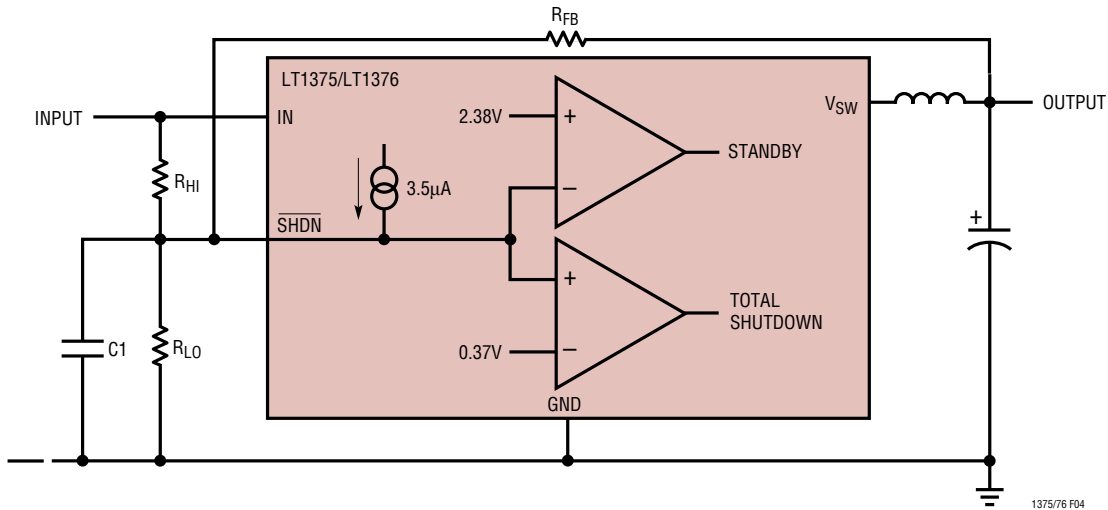 RFB
LT1375/LT1376
INPUT
IN
2.38V
+
–
STANDBY
VSW
OUTPUT
RHI
3.5µA
SHDN
+
+
–
0.37V
TOTAL
SHUTDOWN
C1
RLO
GND
1375/76 F04